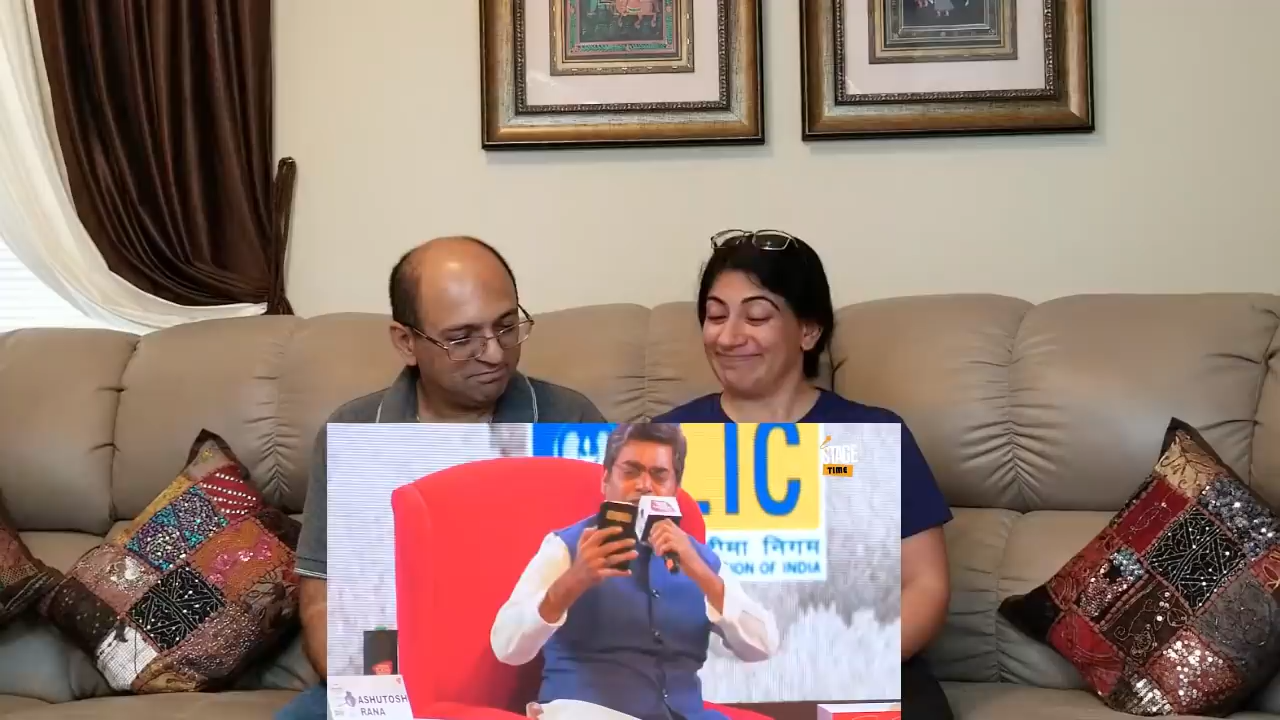 LIC
STAGE
TIME
बीमा निगम
ION OF INDIA
ASHUTOSH
RANA